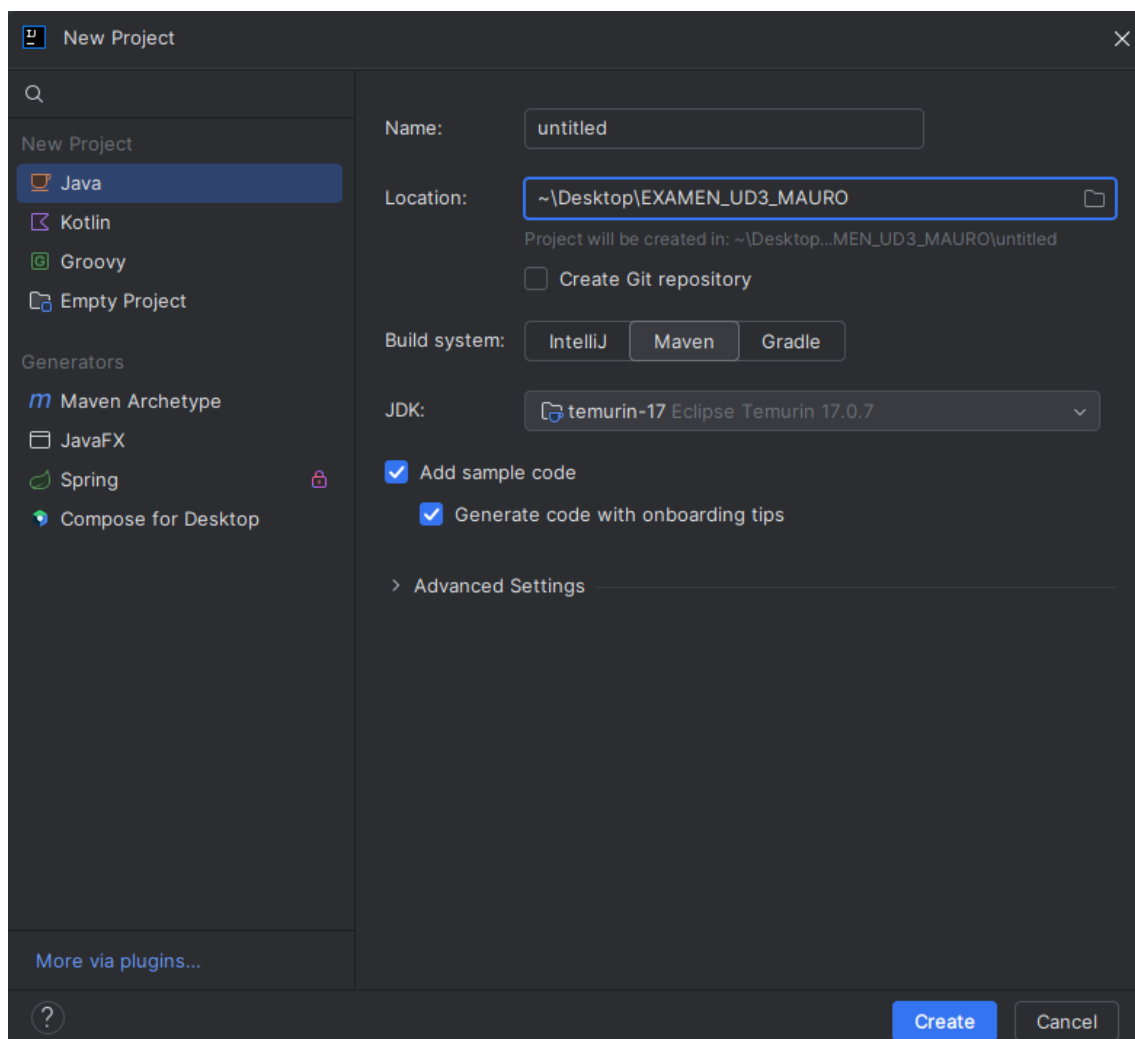 New Project
New Project
Java
Kotlin
Groovy
Empty Project
Generators
Maven Archetype
JavaFX
Spring
Compose for Desktop
More via plugins...
Name: untitled
Location: ~\Desktop\EXAMEN_UD3_MAURO
Project will be created in: ~\Desktop...MEN_UD3_MAURO\untitled
Create Git repository
Build system: IntelliJ Maven Gradle
JDK: temurin-17 Eclipse Temurin 17.0.7
Add sample code
Generate code with onboarding tips
Advanced Settings
?
Create Cancel